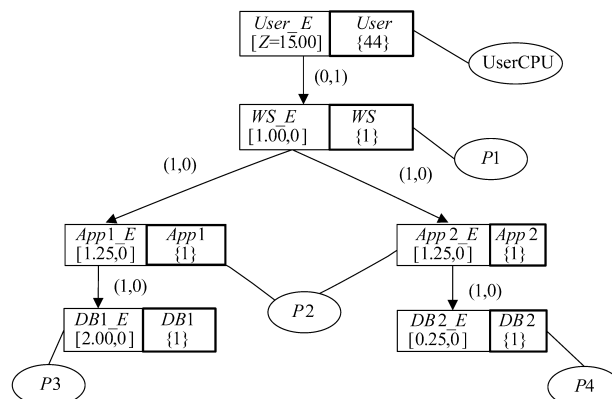 User_E User
[Z=15.00] {44}
UserCPU
(0,1)
WS_E WS
[1.00,0] {1}
P1
(1,0) (1,0)
App1_E App1
[1.25,0] {1}
App2_E App2
[1.25,0] {1}
(1,0) (1,0)
P2
DB1_E DB1
[2.00,0] {1}
DB2_E DB2
[0.25,0] {1}
P3 P4